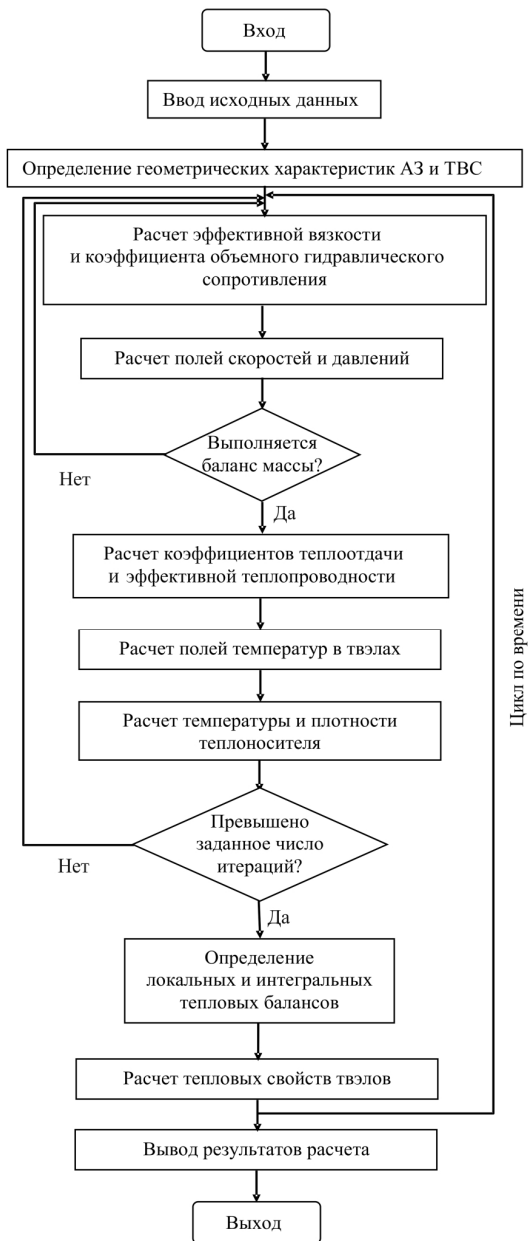 Вход
Ввод исходных данных
Определение геометрических характеристик АЗ и ТВС
Расчет эффективной вязкости
и коэффициента объемного гидравлического
сопротивления
Расчет полей скоростей и давлений
Выполняется
баланс массы?
Нет
Да
Расчет коэффициентов теплоотдачи
и эффективной теплопроводности
Расчет полей температур в твэлах
Расчет температуры и плотности
теплоносителя
Цикл по времени
Превышено
заданное число
итераций?
Нет
Да
Определение
локальных и интегральных
тепловых балансов
Расчет тепловых свойств твэлов
Вывод результатов расчета
Выход